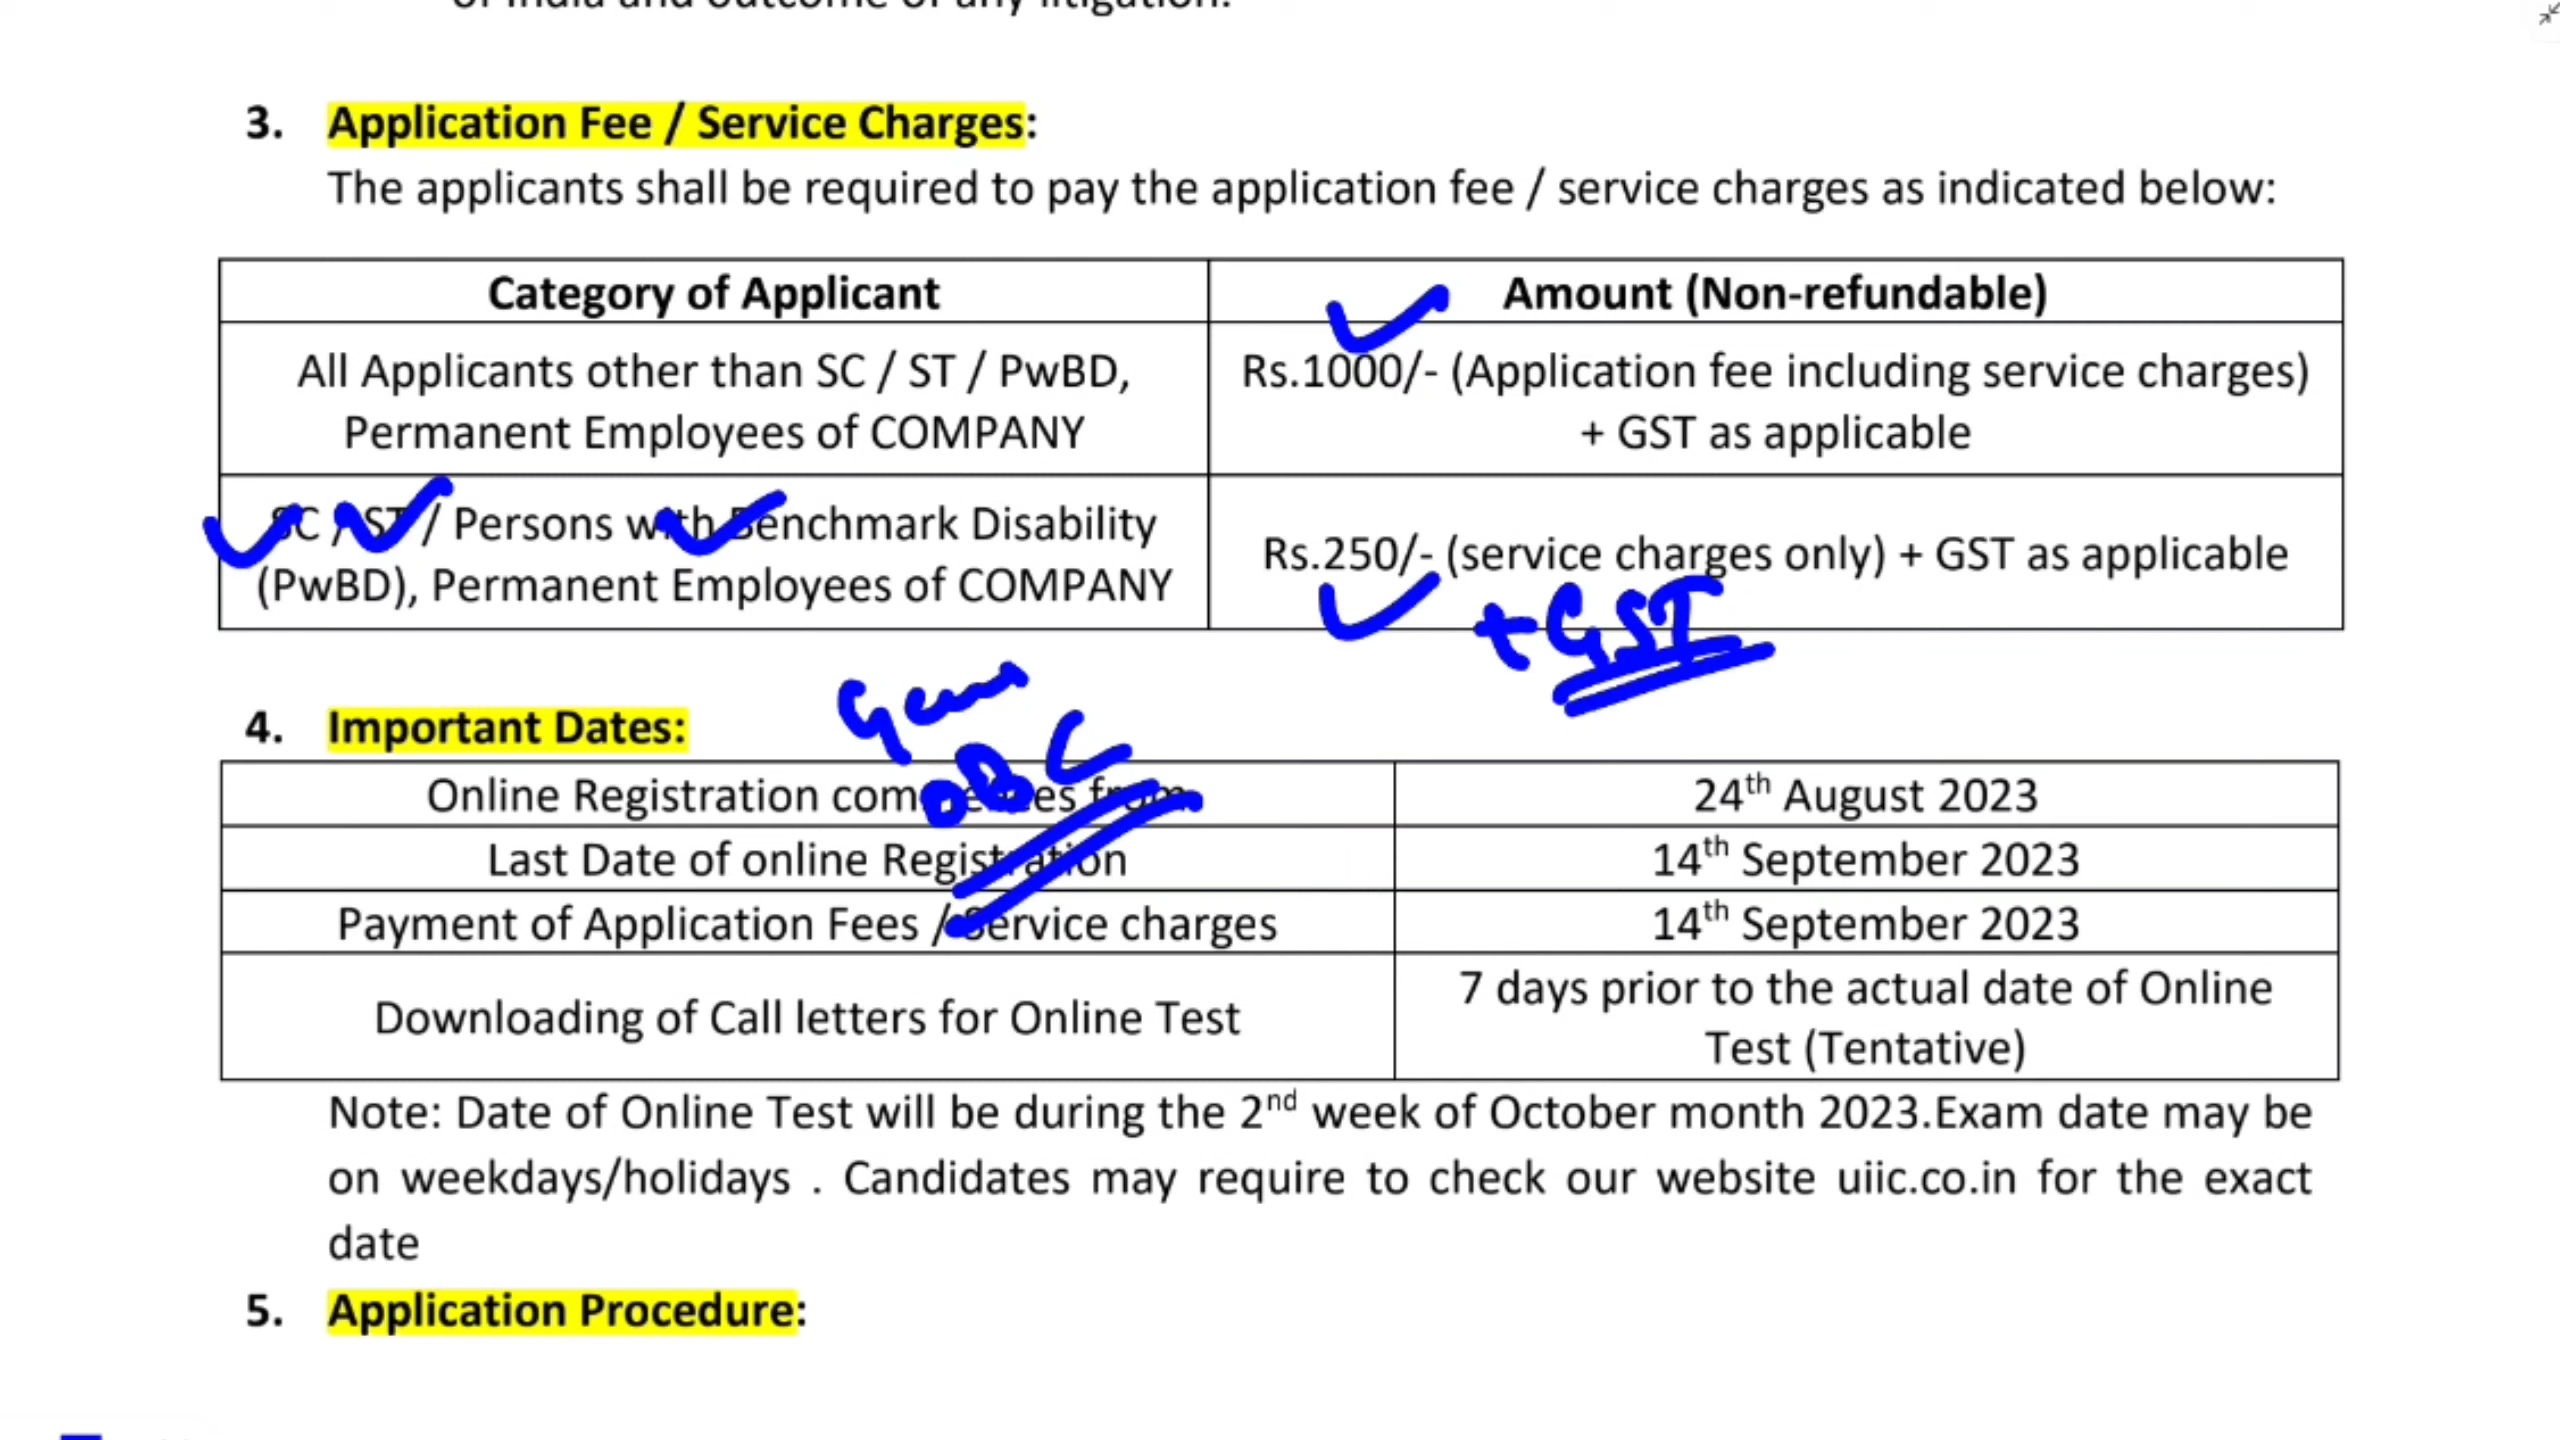 of India and outcome of any litigation.
3. Application Fee / Service Charges:
The applicants shall be required to pay the application fee / service charges as indicated below:
Category of Applicant
Amount (Non-refundable)
All Applicants other than SC / ST / PwBD,
Permanent Employees of COMPANY
Rs.1000/- (Application fee including service charges)
+ GST as applicable
SC / ST / Persons with Benchmark Disability
(PwBD), Permanent Employees of COMPANY
Rs.250/- (service charges only) + GST as applicable
+ GST
4. Important Dates:
OBC
Online Registration commences from
24th August 2023
Last Date of online Registration
14th September 2023
Payment of Application Fees / Service charges
14th September 2023
Downloading of Call letters for Online Test
7 days prior to the actual date of Online
Test (Tentative)
Note: Date of Online Test will be during the 2nd week of October month 2023.Exam date may be
on weekdays/holidays . Candidates may require to check our website uiic.co.in for the exact
date
5. Application Procedure: